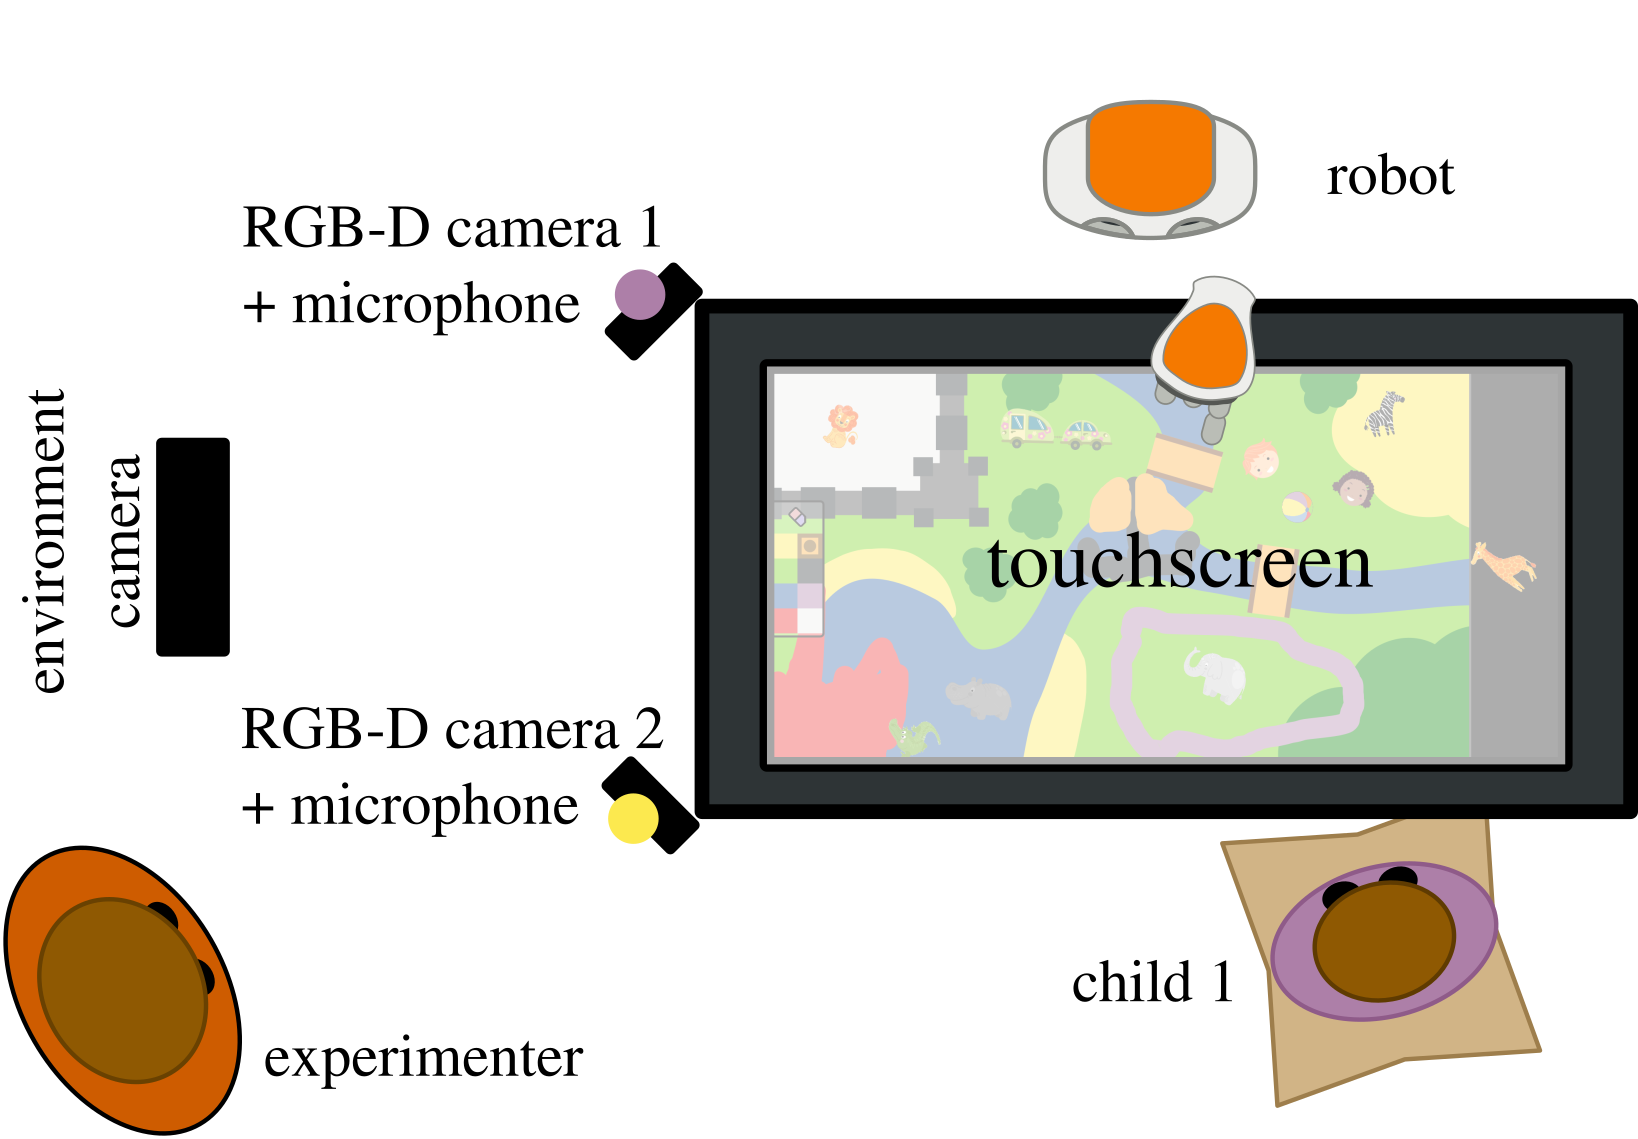 robot
RGB-D camera 1
+ microphone
environment
camera
touchscreen
RGB-D camera 2
+ microphone
child 1
experimenter